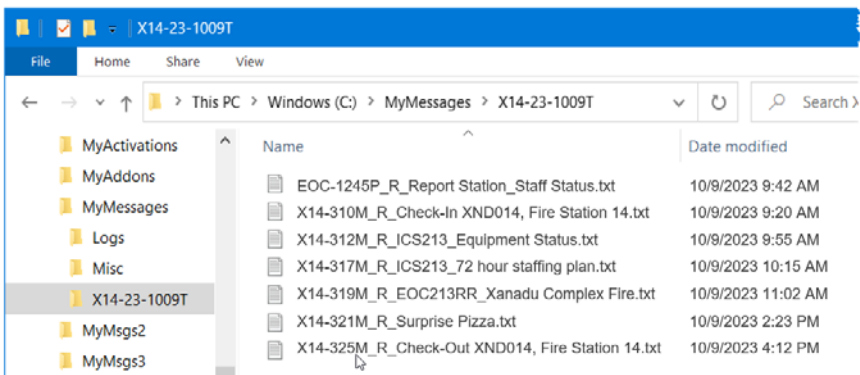 X14-23-1009T
File Home Share View
This PC > Windows (C:) > MyMessages > X14-23-1009T Search
MyActivations
MyAddons
MyMessages
Logs
Misc
X14-23-1009T
MyMsgs2
MyMsgs3
Name Date modified
EOC-1245P_R_Report Station_Staff Status.txt 10/9/2023 9:42 AM
X14-310M_R_Check-In XND014, Fire Station 14.txt 10/9/2023 9:20 AM
X14-312M_R_ICS213_Equipment Status.txt 10/9/2023 9:55 AM
X14-317M_R_ICS213_72 hour staffing plan.txt 10/9/2023 10:15 AM
X14-319M_R_EOC213RR_Xanadu Complex Fire.txt 10/9/2023 11:02 AM
X14-321M_R_Surprise Pizza.txt 10/9/2023 2:23 PM
X14-325M_R_Check-Out XND014, Fire Station 14.txt 10/9/2023 4:12 PM